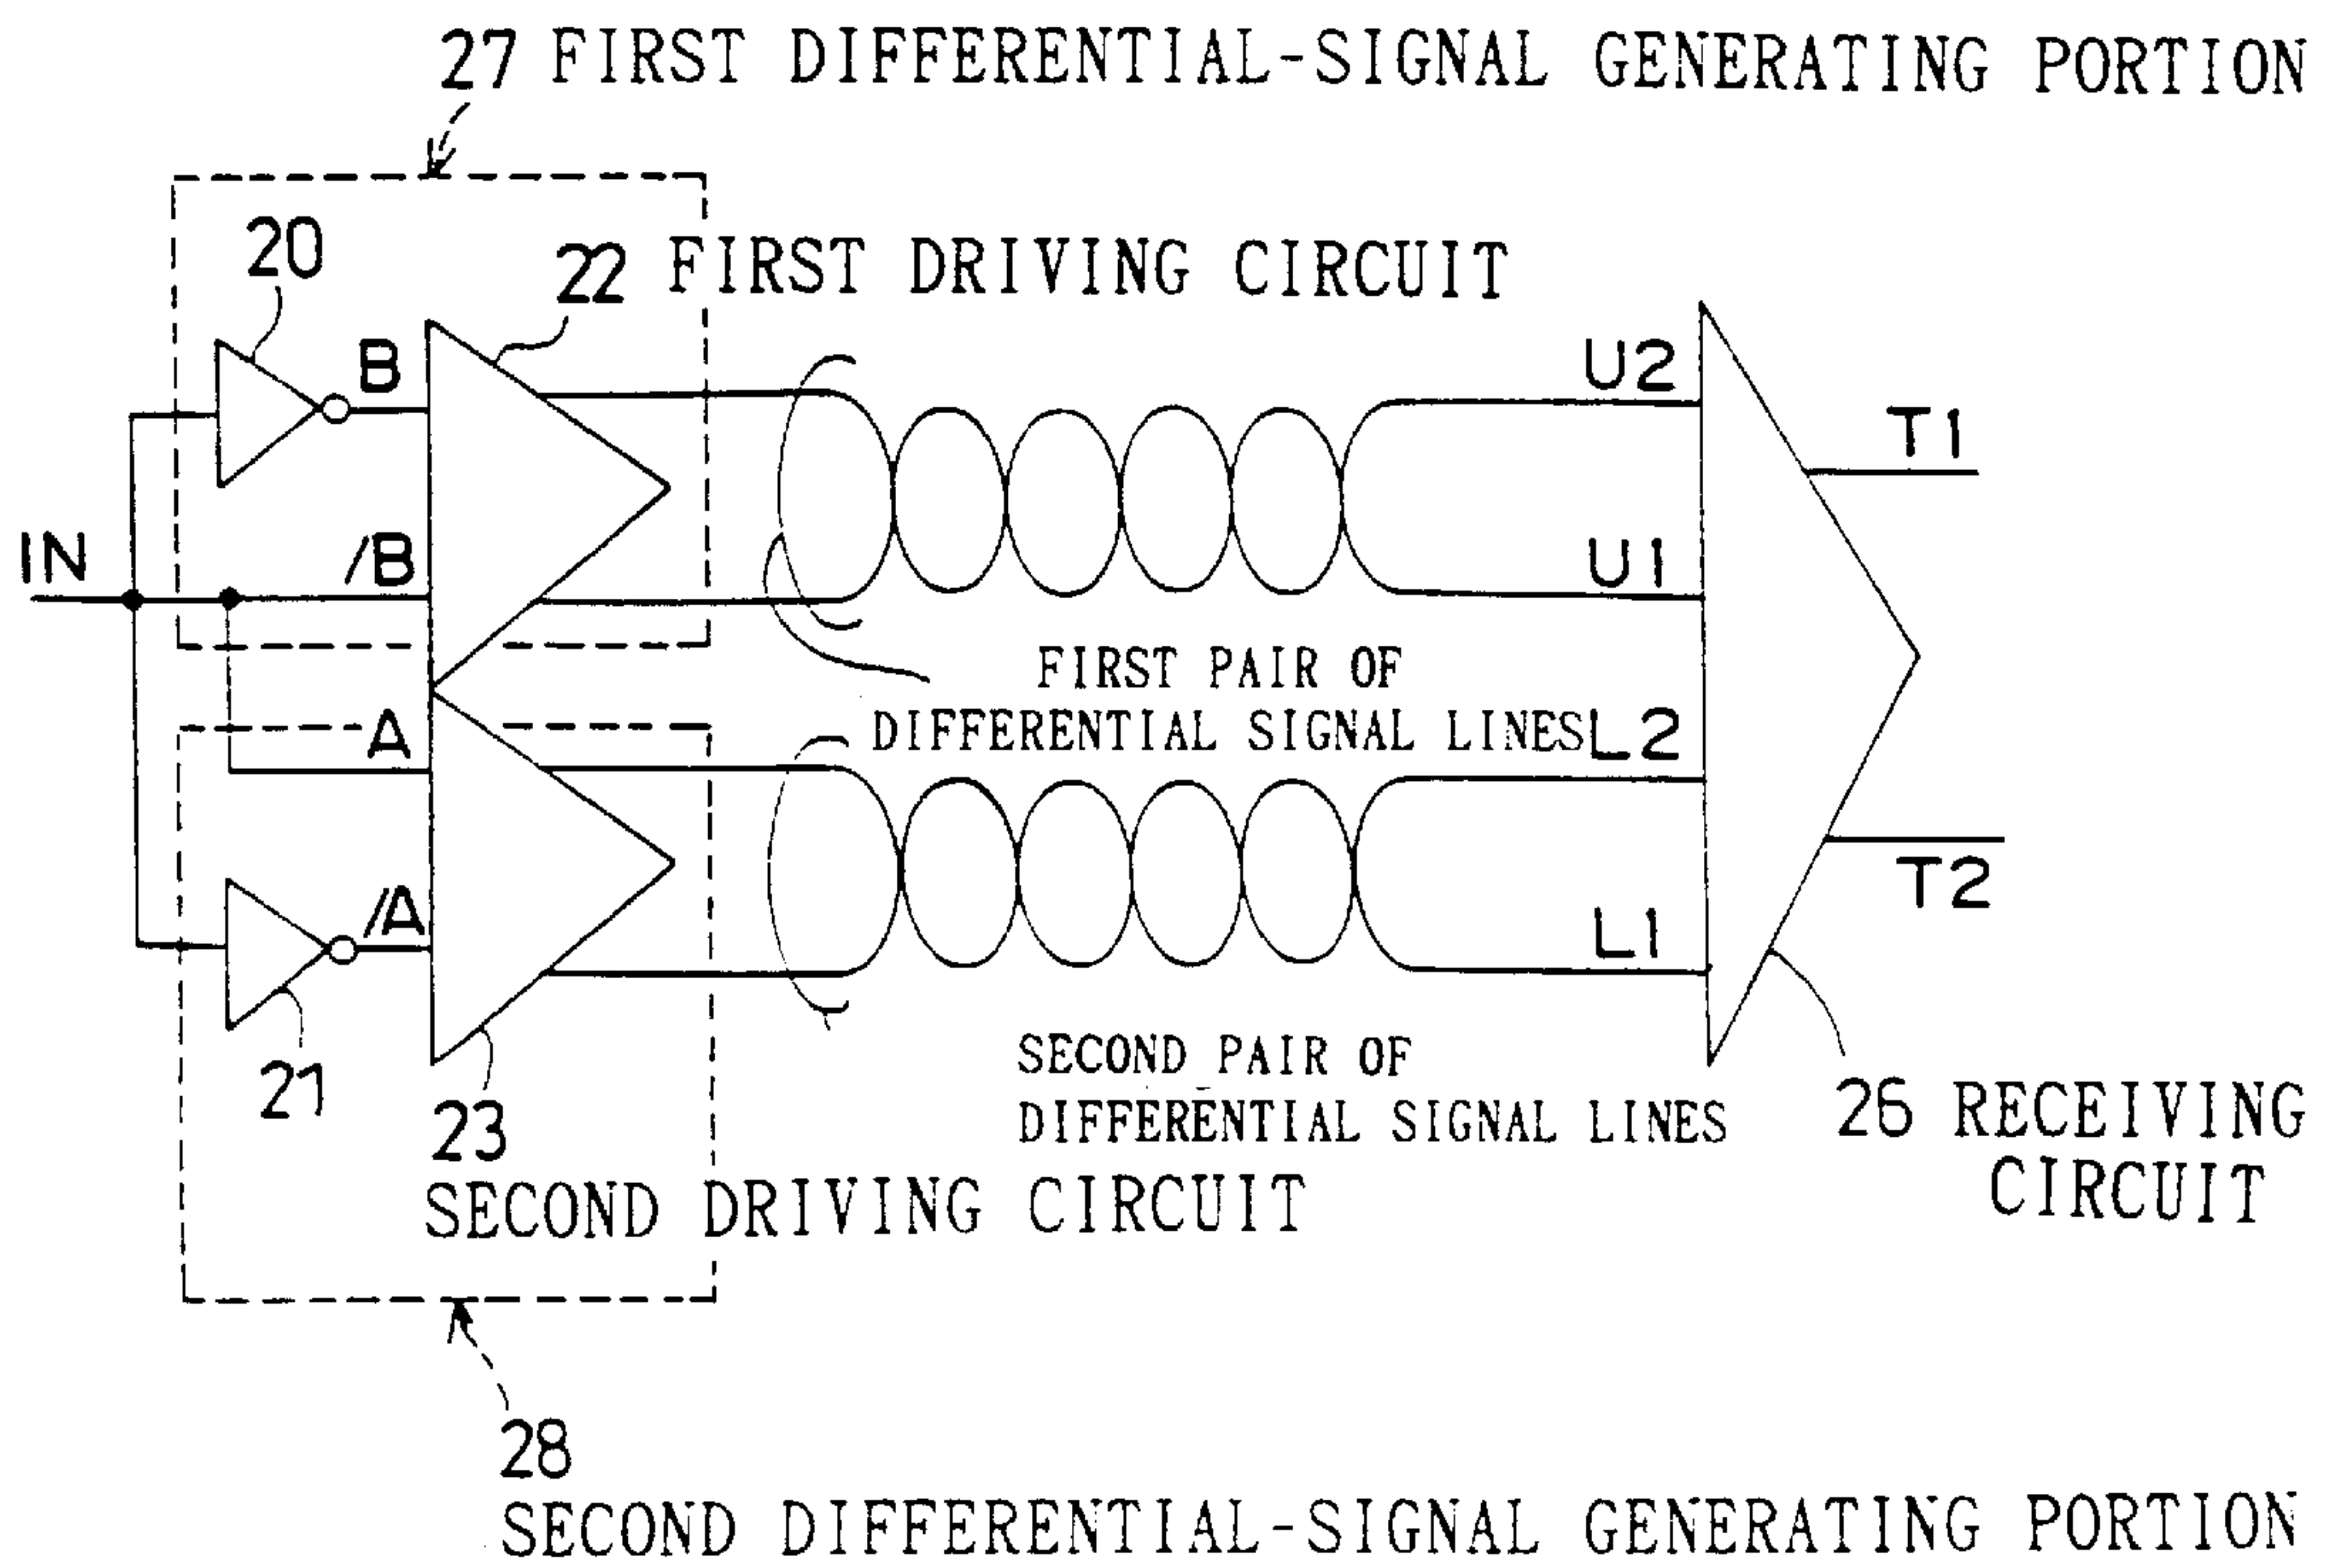 27 FIRST DIFFERENTIAL-SIGNAL GENERATING PORTION
20
22 FIRST DRIVING CIRCUIT
B
U2
T1
IN
/B
U1
FIRST PAIR OF
DIFFERENTIAL SIGNAL LINES
A
L2
T2
/A
L1
21
23
SECOND DRIVING CIRCUIT
SECOND PAIR OF
DIFFERENTIAL SIGNAL LINES
26 RECEIVING
CIRCUIT
28
SECOND DIFFERENTIAL-SIGNAL GENERATING PORTION